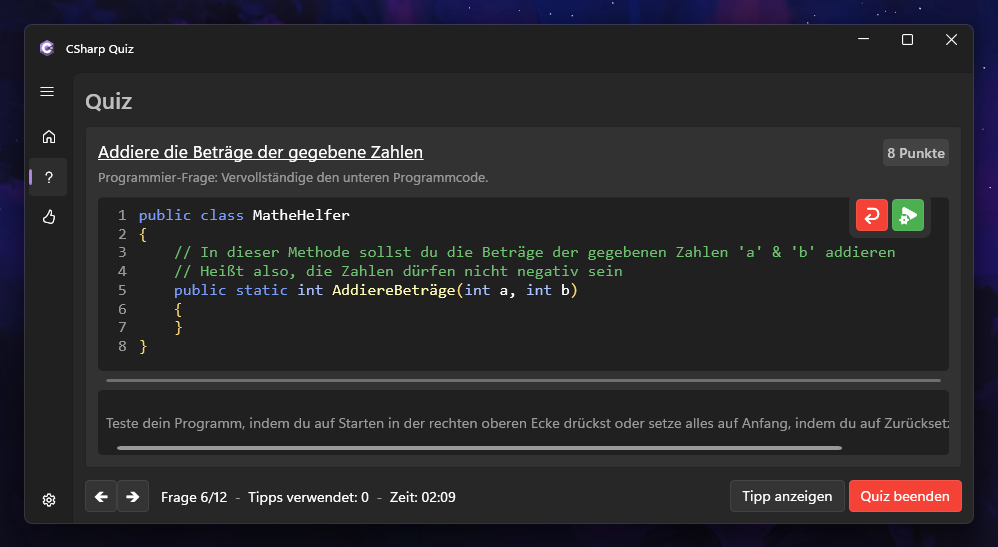 CSharp Quiz
Quiz
Addiere die Beträge der gegebene Zahlen
8 Punkte
Programmier-Frage: Vervollständige den unteren Programmcode.
1 public class MatheHelfer
2 {
3 // In dieser Methode sollst du die Beträge der gegebenen Zahlen 'a' & 'b' addieren
4 // Heißt also, die Zahlen dürfen nicht negativ sein
5 public static int AddiereBeträge(int a, int b)
6 {
7 }
8 }
Teste dein Programm, indem du auf Starten in der rechten oberen Ecke drückst oder setze alles auf Anfang, indem du auf Zurücksetz
Frage 6/12 - Tipps verwendet: 0 - Zeit: 02:09
Tipp anzeigen
Quiz beenden